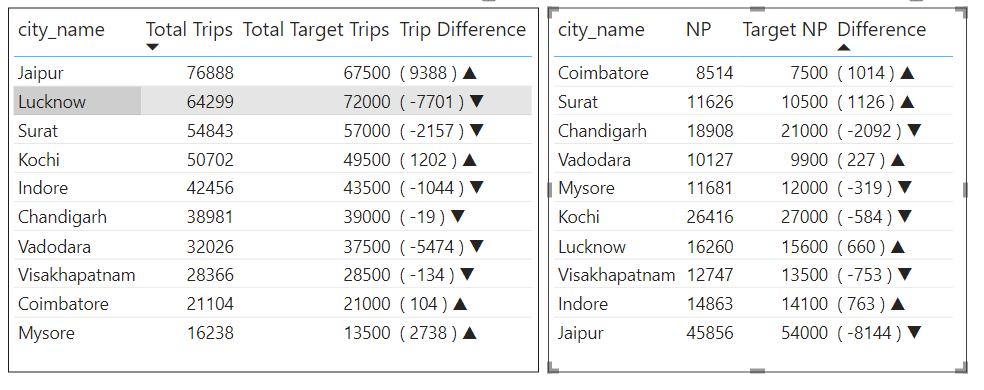 city_name Total Trips Total Target Trips Trip Difference
Jaipur 76888 67500 ( 9388 ) ▲
Lucknow 64299 72000 ( -7701 ) ▼
Surat 54843 57000 ( -2157 ) ▼
Kochi 50702 49500 ( 1202 ) ▲
Indore 42456 43500 ( -1044 ) ▼
Chandigarh 38981 39000 ( -19 ) ▼
Vadodara 32026 37500 ( -5474 ) ▼
Visakhapatnam 28366 28500 ( -134 ) ▼
Coimbatore 21104 21000 ( 104 ) ▲
Mysore 16238 13500 ( 2738 ) ▲
city_name NP Target NP Difference
Coimbatore 8514 7500 ( 1014 ) ▲
Surat 11626 10500 ( 1126 ) ▲
Chandigarh 18908 21000 ( -2092 ) ▼
Vadodara 10127 9900 ( 227 ) ▲
Mysore 11681 12000 ( -319 ) ▼
Kochi 26416 27000 ( -584 ) ▼
Lucknow 16260 15600 ( 660 ) ▲
Visakhapatnam 12747 13500 ( -753 ) ▼
Indore 14863 14100 ( 763 ) ▲
Jaipur 45856 54000 ( -8144 ) ▼